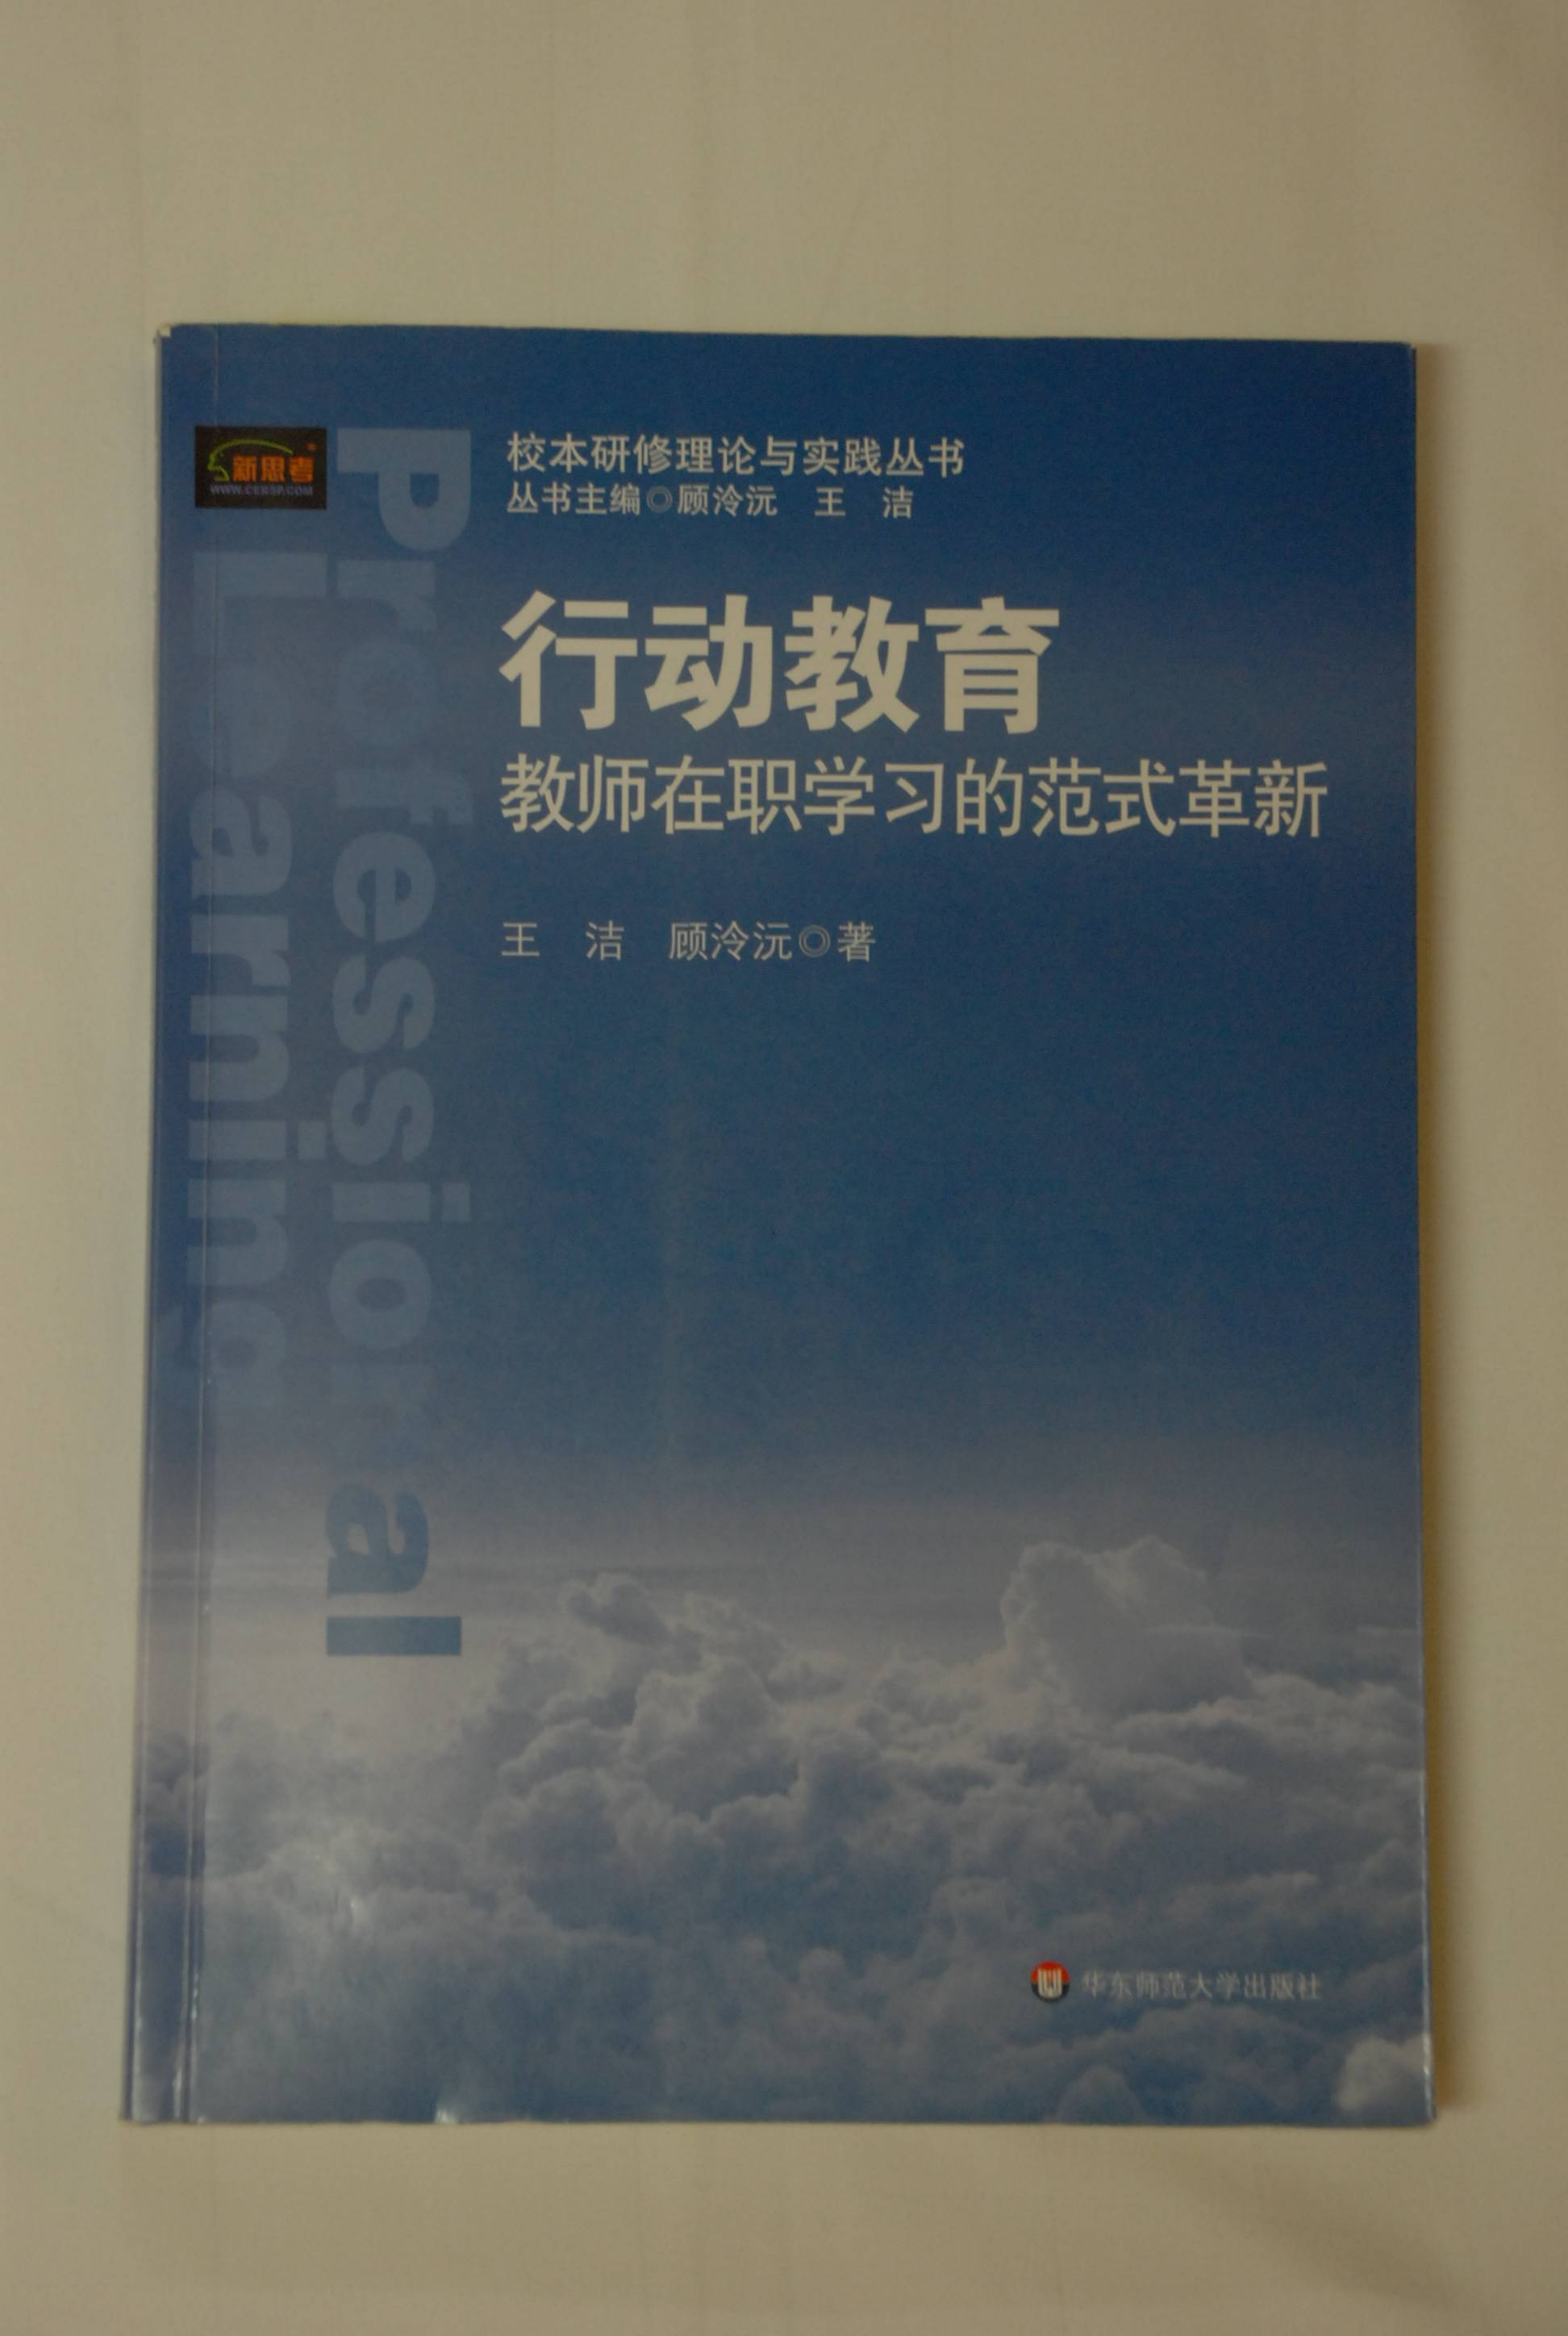 新思考
WWW.CERSP.COM
Professional
Learning
校本研修理论与实践丛书
丛书主编◎顾泠沅 王 洁
行动教育
教师在职学习的范式革新
王 洁 顾泠沅◎著
华东师范大学出版社